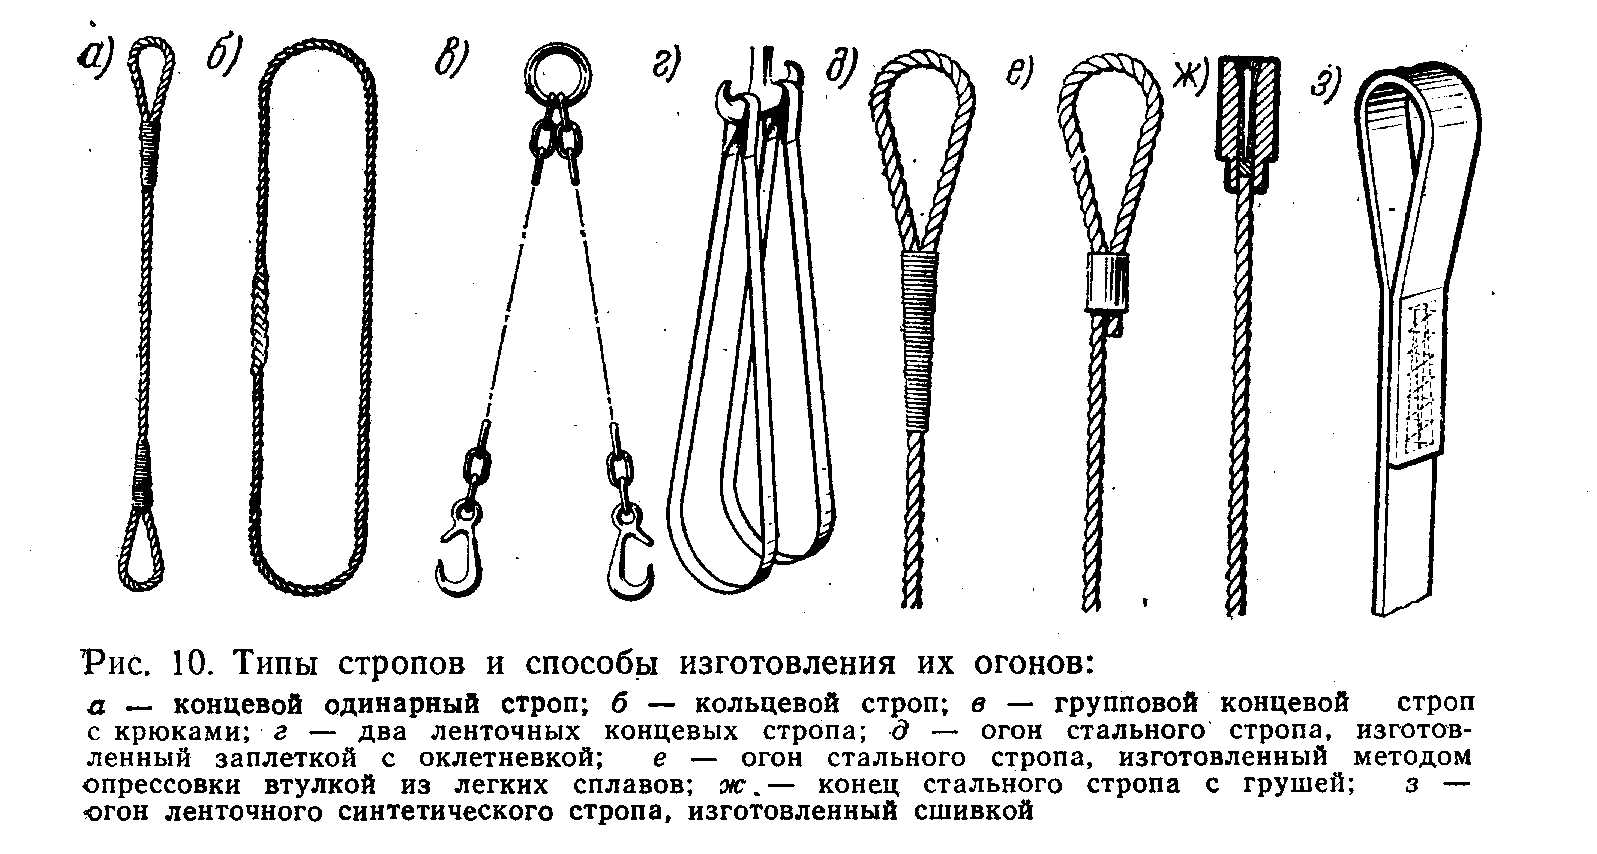 а) б) в) г) д) е) ж) з)
Рис. 10. Типы стропов и способы изготовления их огонов:
а — концевой одинарный строп; б — кольцевой строп; в — групповой концевой строп
с крюками; г — два ленточных концевых стропа; д — огон стального стропа, изготов-
ленный заплеткой с оклетневкой; е — огон стального стропа, изготовленный методом
опрессовки втулкой из легких сплавов; ж — конец стального стропа с грушей; з —
огон ленточного синтетического стропа, изготовленный сшивкой